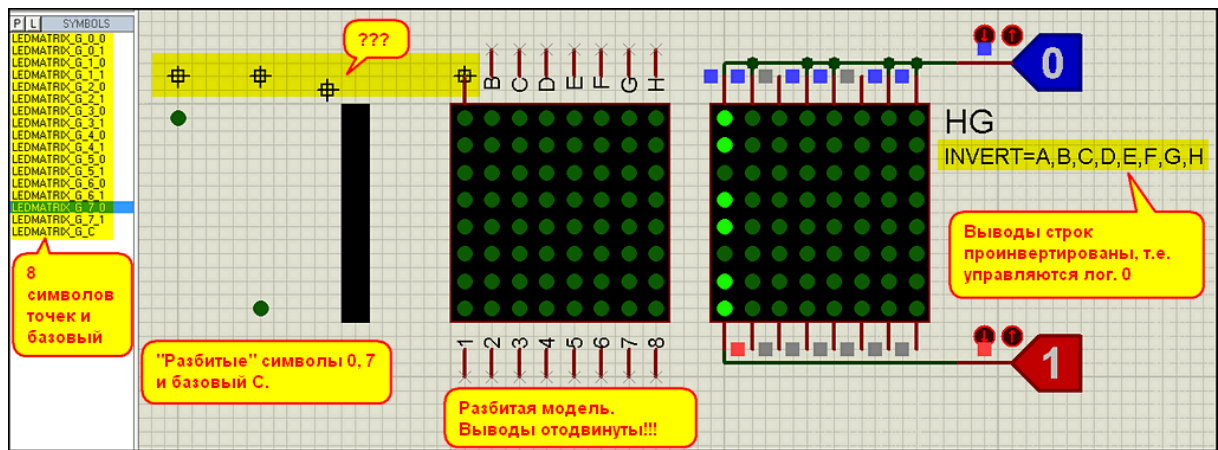 P L SYMBOLS
LEDMATRIX_G_0_0
LEDMATRIX_G_0_1
LEDMATRIX_G_1_0
LEDMATRIX_G_1_1
LEDMATRIX_G_2_0
LEDMATRIX_G_2_1
LEDMATRIX_G_3_0
LEDMATRIX_G_3_1
LEDMATRIX_G_4_0
LEDMATRIX_G_4_1
LEDMATRIX_G_5_0
LEDMATRIX_G_5_1
LEDMATRIX_G_6_0
LEDMATRIX_G_6_1
LEDMATRIX_G_7_0
LEDMATRIX_G_7_1
LEDMATRIX_G_C
8
символов
точек и
базовый
???
"Разбитые" символы 0, 7
и базовый С.
B C D E F G H
1 2 3 4 5 6 7 8
Разбитая модель.
Выводы отодвинуты!!!
0
HG
INVERT=A,B,C,D,E,F,G,H
Выводы строк
проинвертированы, т.е.
управляются лог. 0
1